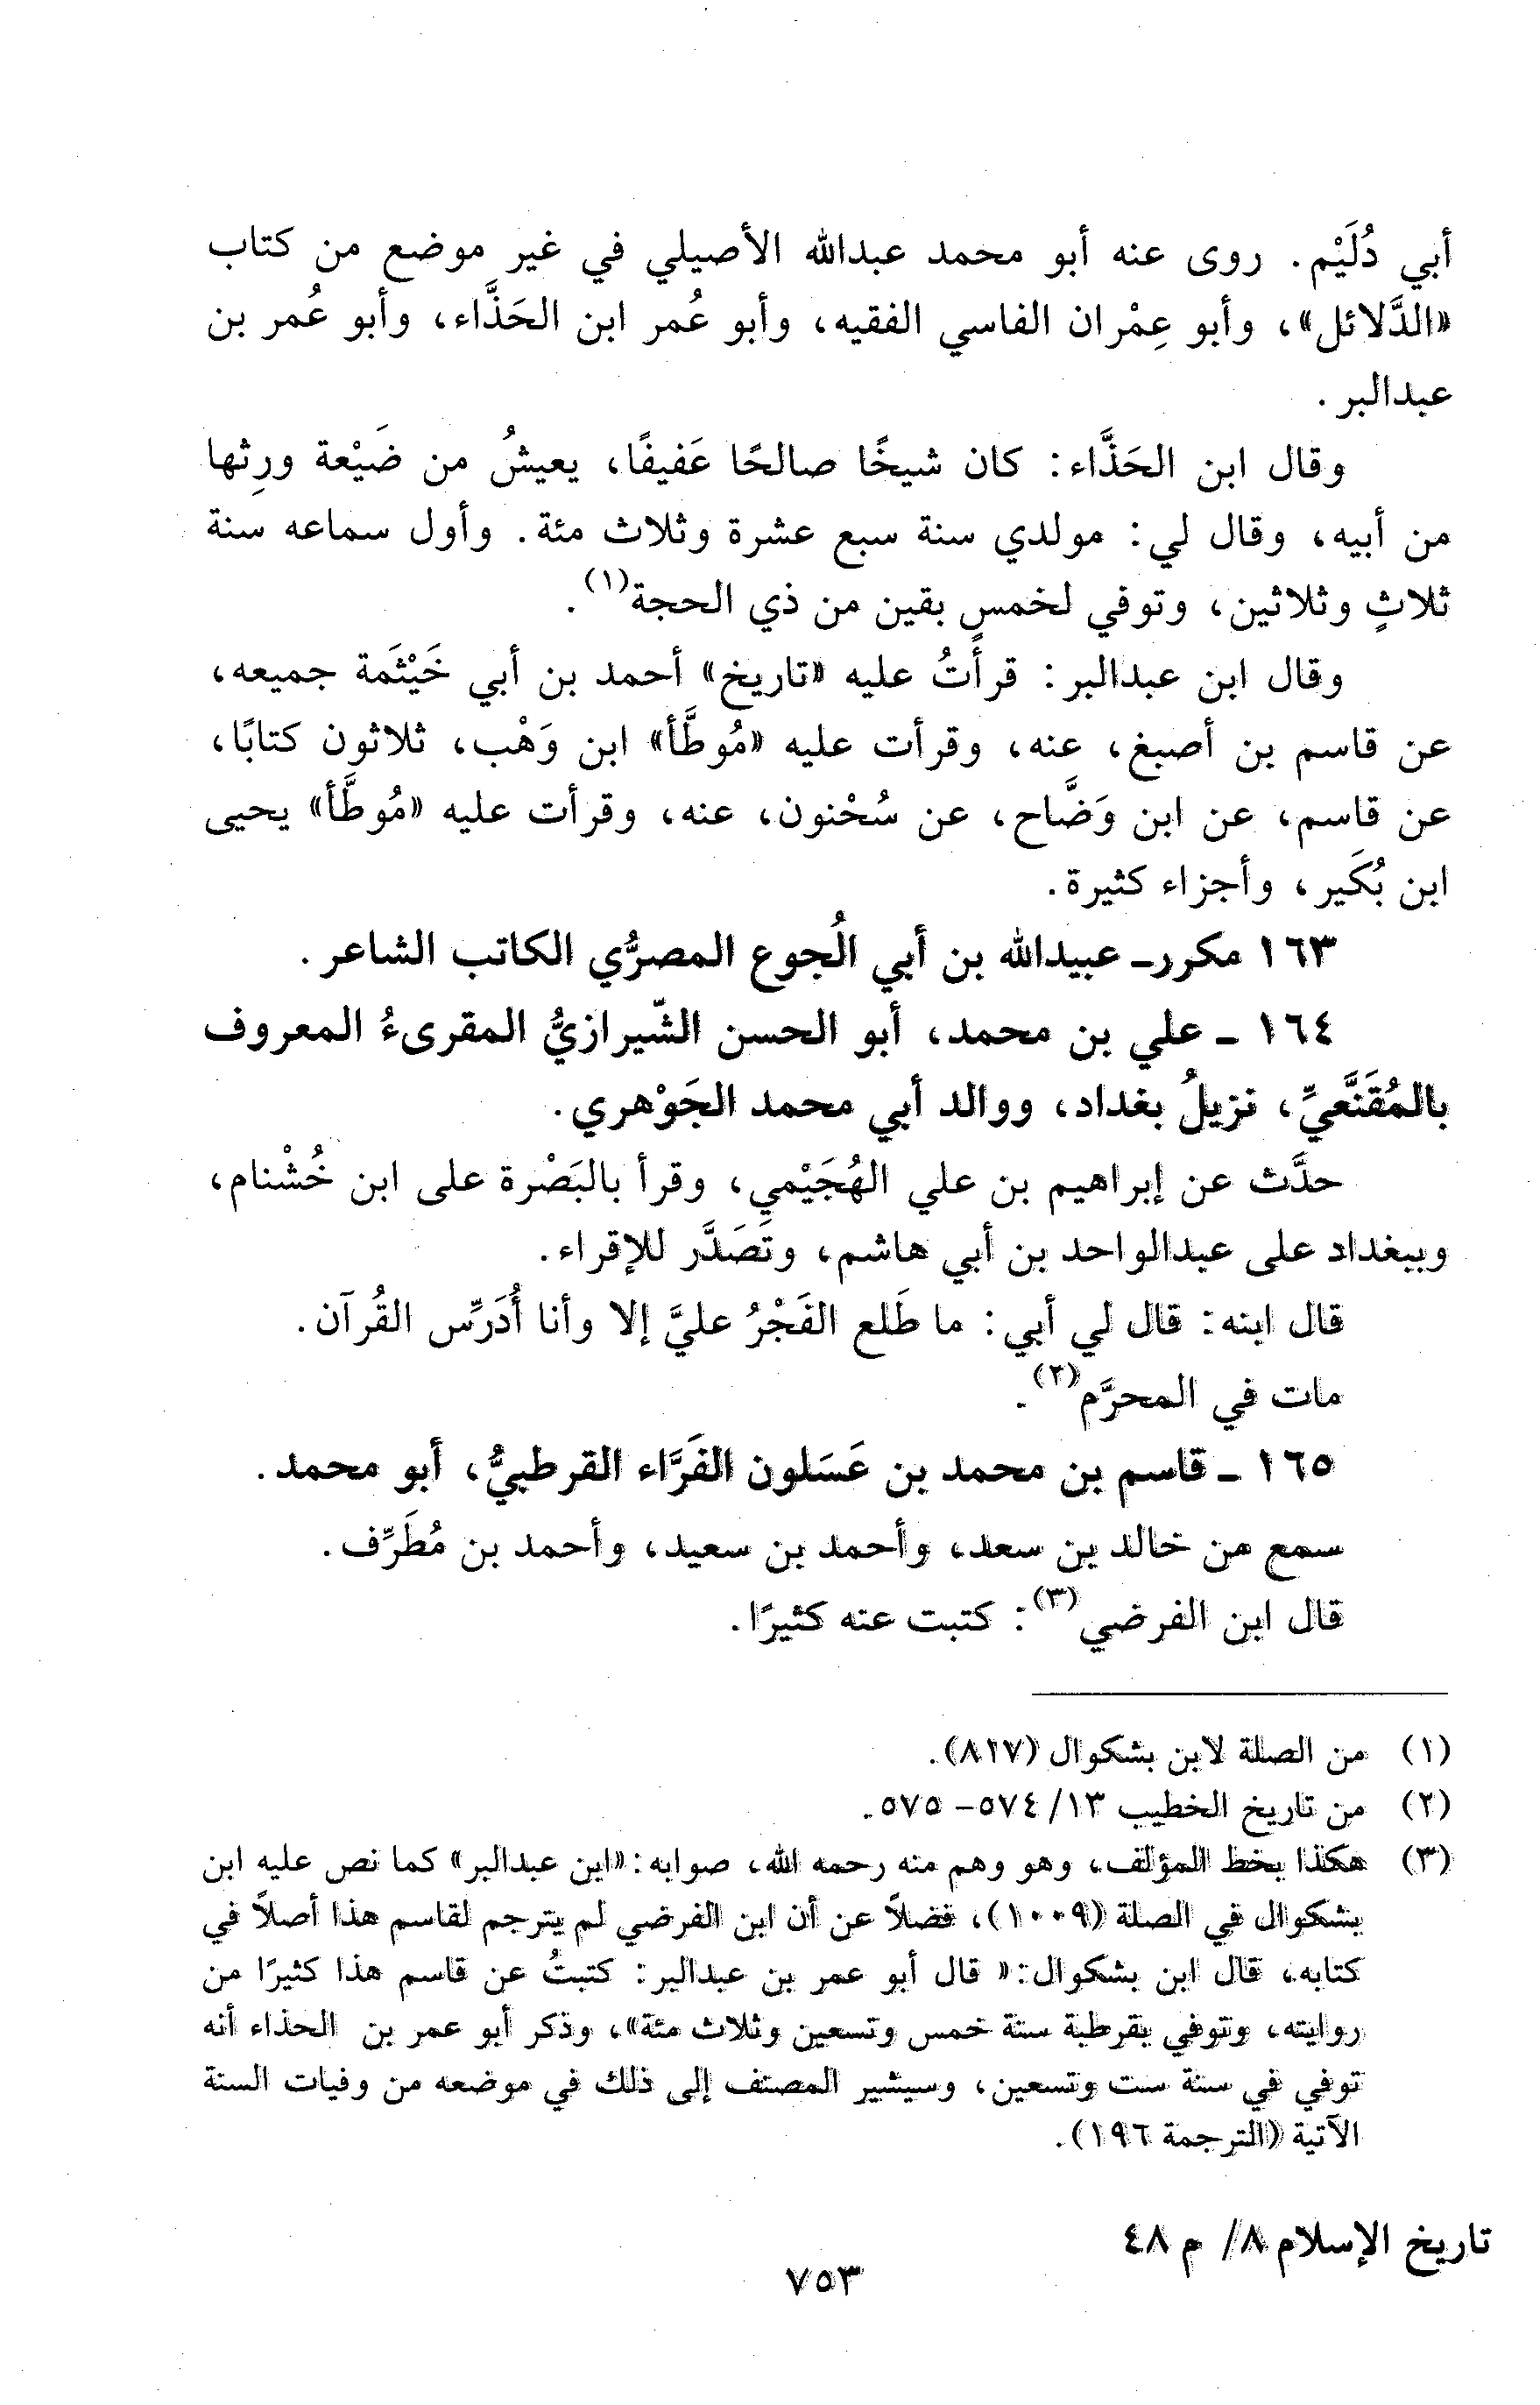 أبي دُلَيْم. روى عنه أبو محمد عبدالله الأصيلي في غير موضع من كتاب
«الدَّلائل»، وأبو عِمْران الفاسي الفقيه، وأبو عُمر ابن الحَذَّاء، وأبو عُمر بن
عبدالبر.
وقال ابن الحَذَّاء: كان شيخًا صالحًا عَفيفًا، يعيشُ من ضَيْعة ورِثها
من أبيه، وقال لي: مولدي سنة سبع عشرة وثلاث مئة. وأول سماعه سنة
ثلاثٍ وثلاثين، وتوفي لخمسٍ بقين من ذي الحجة(١).
وقال ابن عبدالبر: قرأتُ عليه «تاريخ» أحمد بن أبي خَيْثَمة جميعه،
عن قاسم بن أصبغ، عنه، وقرأت عليه «مُوطَّأ» ابن وَهْب، ثلاثون كتابًا،
عن قاسم، عن ابن وَضَّاح، عن سُحْنون، عنه، وقرأت عليه «مُوطَّأ» يحيى
ابن بُكَير، وأجزاء كثيرة.
١٦٣ مكرر- عبيدالله بن أبي الُجوع المصرُّي الكاتب الشاعر.
١٦٤ - علي بن محمد، أبو الحسن الشّيرازيُّ المقرىءُ المعروف
بالمُقَنَّعيِّ، نزيلُ بغداد، ووالد أبي محمد الجَوْهري.
حدَّث عن إبراهيم بن علي الهُجَيْمي، وقرأ بالبَصْرة على ابن خُشْنام،
وببغداد على عبدالواحد بن أبي هاشم، وتَصَدَّر للإقراء.
قال ابنه: قال لي أبي: ما طَلع الفَجْرُ عليَّ إلا وأنا أُدَرِّس القُرآن.
مات في المحرَّم(٢).
١٦٥ - قاسم بن محمد بن عَسَلون الفَرَّاء القرطبيُّ، أبو محمد.
سمع من خالد بن سعد، وأحمد بن سعيد، وأحمد بن مُطَرِّف.
قال ابن الفرضي(٣): كتبت عنه كثيرًا.
(١) من الصلة لابن بشكوال (٨٢٧).
(٢) من تاريخ الخطيب ١٣/ ٥٧٤- ٥٧٥.
(٣) هكذا بخط المؤلف، وهو وهم منه رحمه الله، صوابه: «ابن عبدالبر» كما نص عليه ابن
بشكوال في الصلة (١٠٠٩)، فضلاً عن أن ابن الفرضي لم يترجم لقاسم هذا أصلاً في
كتابه، قال ابن بشكوال: « قال أبو عمر بن عبدالبر: كتبتُ عن قاسم هذا كثيرًا من
روايته، وتوفي بقرطبة سنة خمس وتسعين وثلاث مئة»، وذكر أبو عمر بن الحذاء أنه
توفي في سنة ست وتسعين، وسيشير المصنف إلى ذلك في موضعه من وفيات السنة
الآتية (الترجمة ١٩٦).
تاريخ الإسلام ٨/ م ٤٨
٧٥٣